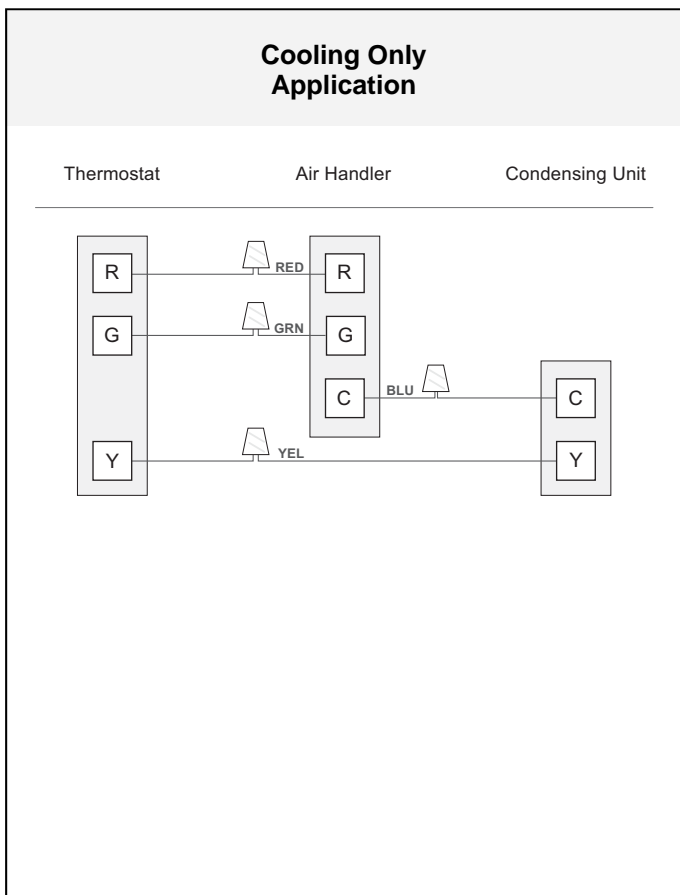 Cooling Only
Application
Thermostat Air Handler Condensing Unit
R RED R
G GRN G
C BLU C
Y YEL Y